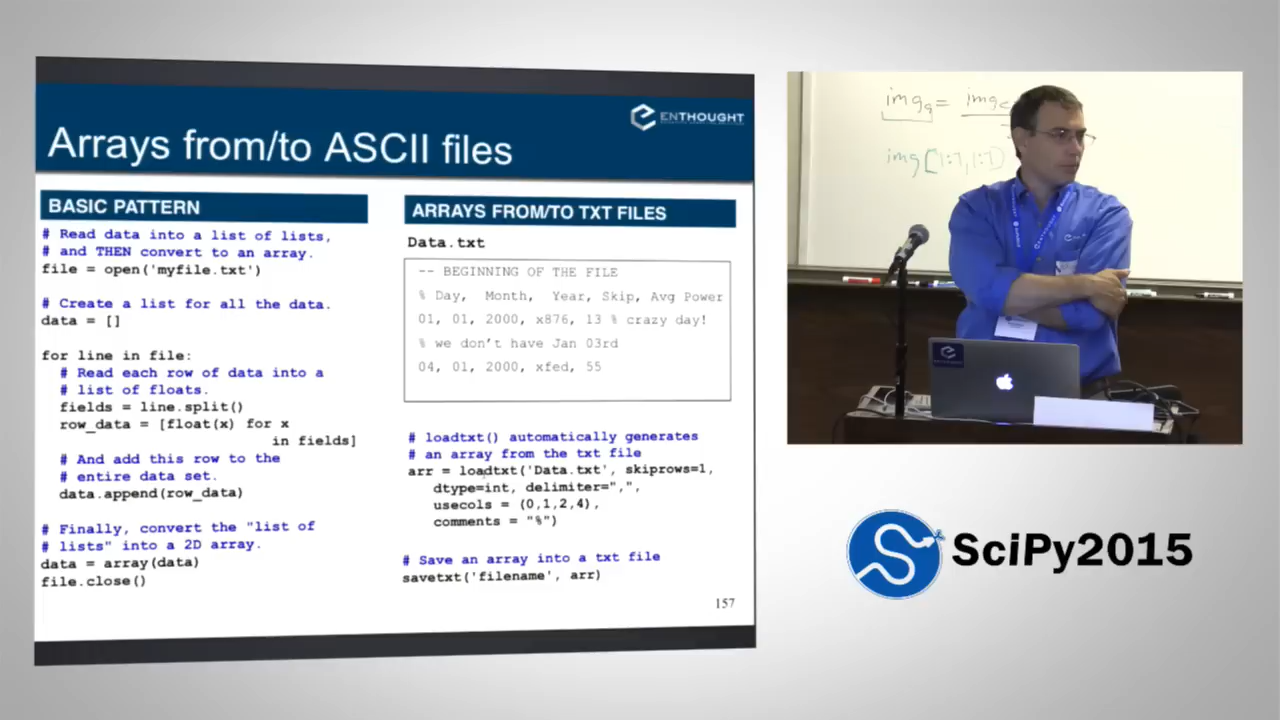 ENTHOUGHT
Arrays from/to ASCII files
BASIC PATTERN
# Read data into a list of lists,
# and THEN convert to an array.
file = open('myfile.txt')
# Create a list for all the data.
data = []
for line in file:
# Read each row of data into a
# list of floats.
fields = line.split()
row_data = [float(x) for x
in fields]
# And add this row to the
# entire data set.
data.append(row_data)
# Finally, convert the "list of
# lists" into a 2D array.
data = array(data)
file.close()
ARRAYS FROM/TO TXT FILES
Data.txt
-- BEGINNING OF THE FILE
% Day, Month, Year, Skip, Avg Power
01, 01, 2000, x876, 13 % crazy day!
% we don't have Jan 03rd
04, 01, 2000, xfed, 55
# loadtxt() automatically generates
# an array from the txt file
arr = loadtxt('Data.txt', skiprows=1,
dtype=int, delimiter=",",
usecols = (0,1,2,4),
comments = "%")
# Save an array into a txt file
savetxt('filename', arr)
157
img
img[1:-1, 1:-1)
SciPy2015